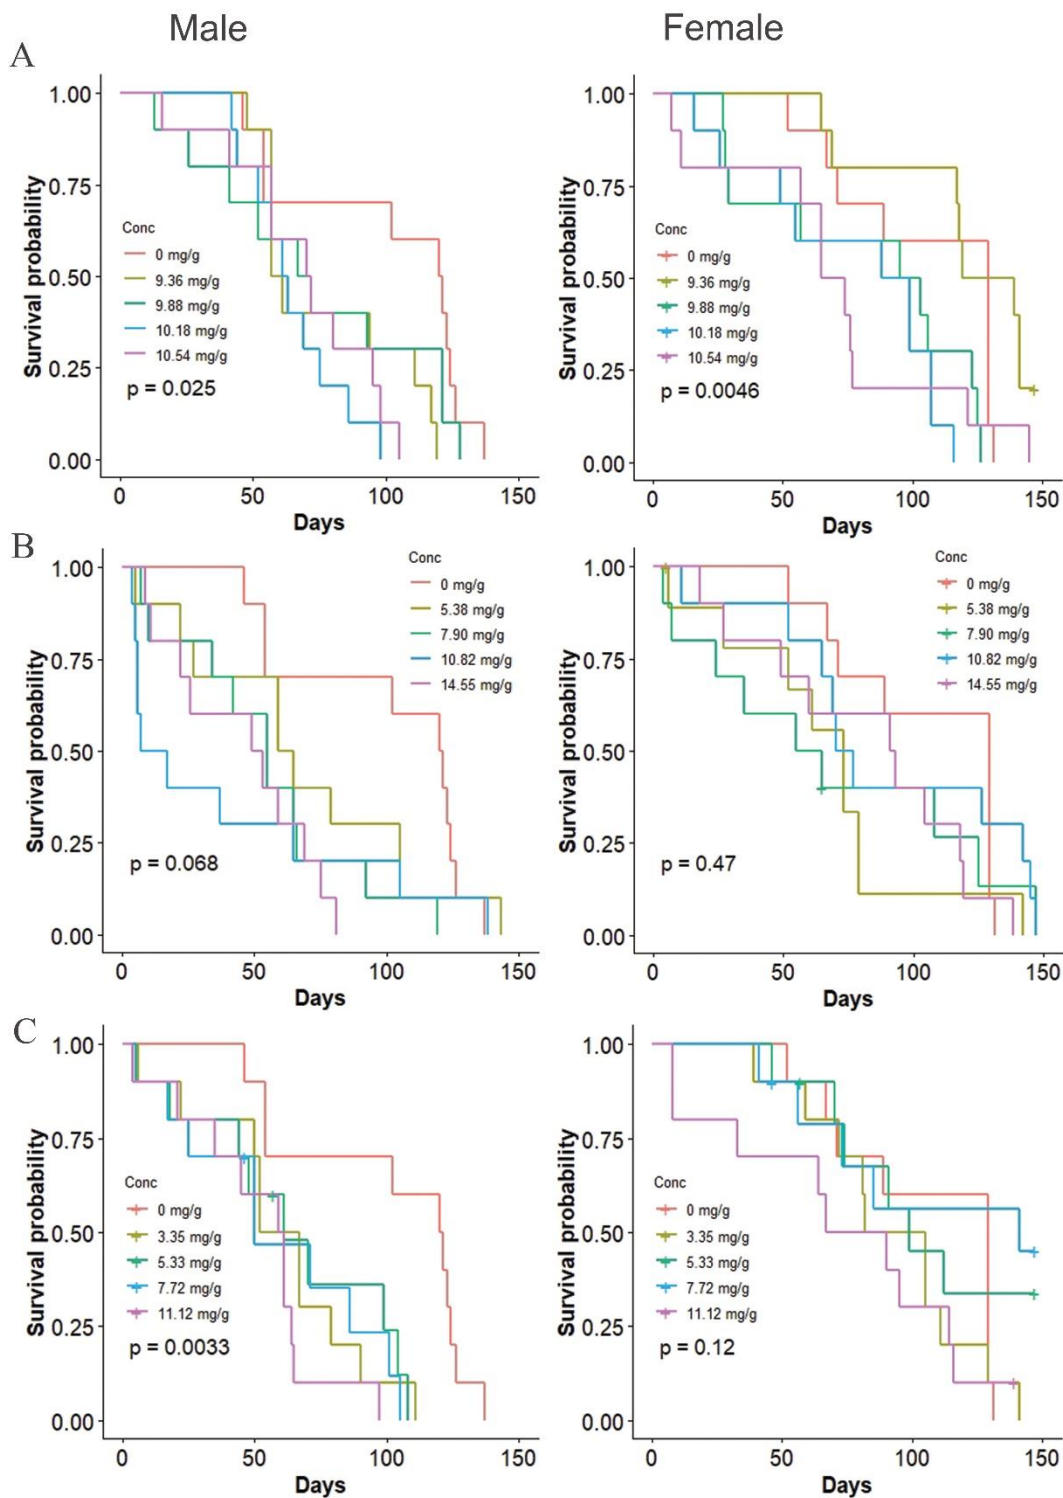 Male Female
A
1.00
0.75
0.50
0.25
0.00
Survival probability
Conc
0 mg/g
9.36 mg/g
9.88 mg/g
10.18 mg/g
10.54 mg/g
p = 0.025
0 50 100 150
Days
1.00
0.75
0.50
0.25
0.00
Survival probability
Conc
0 mg/g
9.36 mg/g
9.88 mg/g
10.18 mg/g
10.54 mg/g
p = 0.0046
0 50 100 150
Days
B
1.00
0.75
0.50
0.25
0.00
Survival probability
Conc
0 mg/g
5.38 mg/g
7.90 mg/g
10.82 mg/g
14.55 mg/g
p = 0.068
0 50 100 150
Days
1.00
0.75
0.50
0.25
0.00
Survival probability
Conc
0 mg/g
5.38 mg/g
7.90 mg/g
10.82 mg/g
14.55 mg/g
p = 0.47
0 50 100 150
Days
C
1.00
0.75
0.50
0.25
0.00
Survival probability
Conc
0 mg/g
3.35 mg/g
5.33 mg/g
7.72 mg/g
11.12 mg/g
p = 0.0033
0 50 100 150
Days
1.00
0.75
0.50
0.25
0.00
Survival probability
Conc
0 mg/g
3.35 mg/g
5.33 mg/g
7.72 mg/g
11.12 mg/g
p = 0.12
0 50 100 150
Days